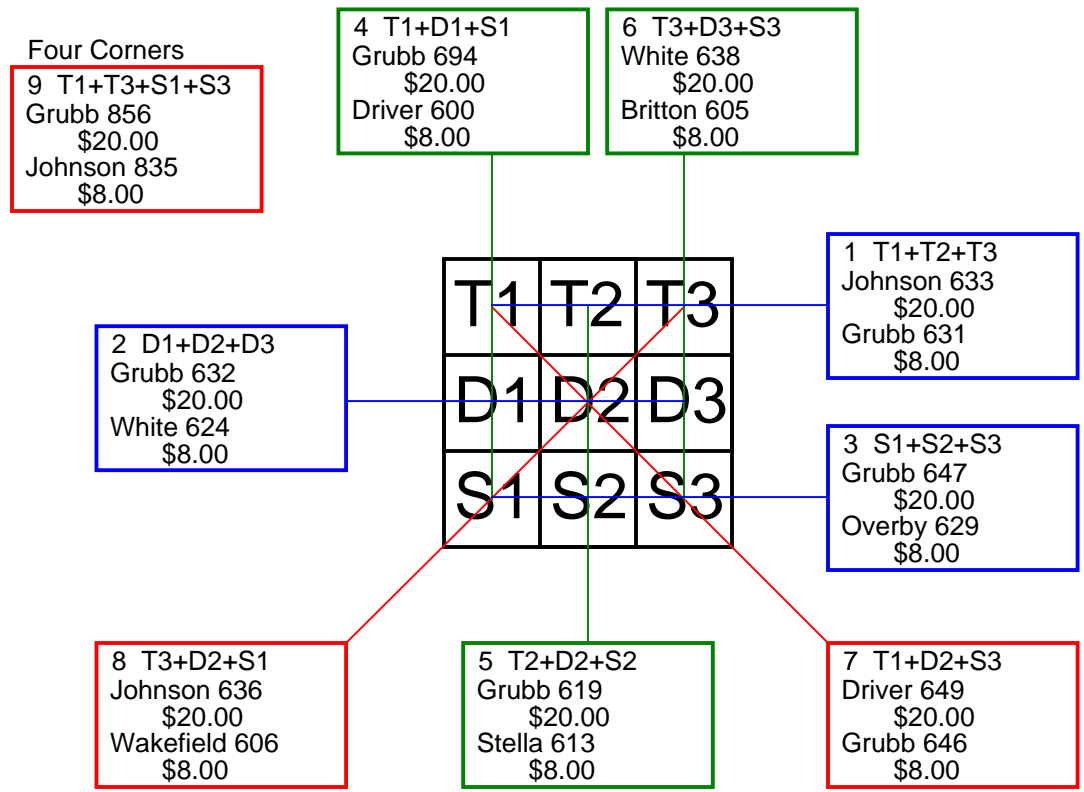 Four Corners
9 T1+T3+S1+S3
Grubb 856
$20.00
Johnson 835
$8.00
4 T1+D1+S1
Grubb 694
$20.00
Driver 600
$8.00
6 T3+D3+S3
White 638
$20.00
Britton 605
$8.00
1 T1+T2+T3
Johnson 633
$20.00
Grubb 631
$8.00
T1 T2 T3
D1 D2 D3
S1 S2 S3
2 D1+D2+D3
Grubb 632
$20.00
White 624
$8.00
3 S1+S2+S3
Grubb 647
$20.00
Overby 629
$8.00
8 T3+D2+S1
Johnson 636
$20.00
Wakefield 606
$8.00
5 T2+D2+S2
Grubb 619
$20.00
Stella 613
$8.00
7 T1+D2+S3
Driver 649
$20.00
Grubb 646
$8.00